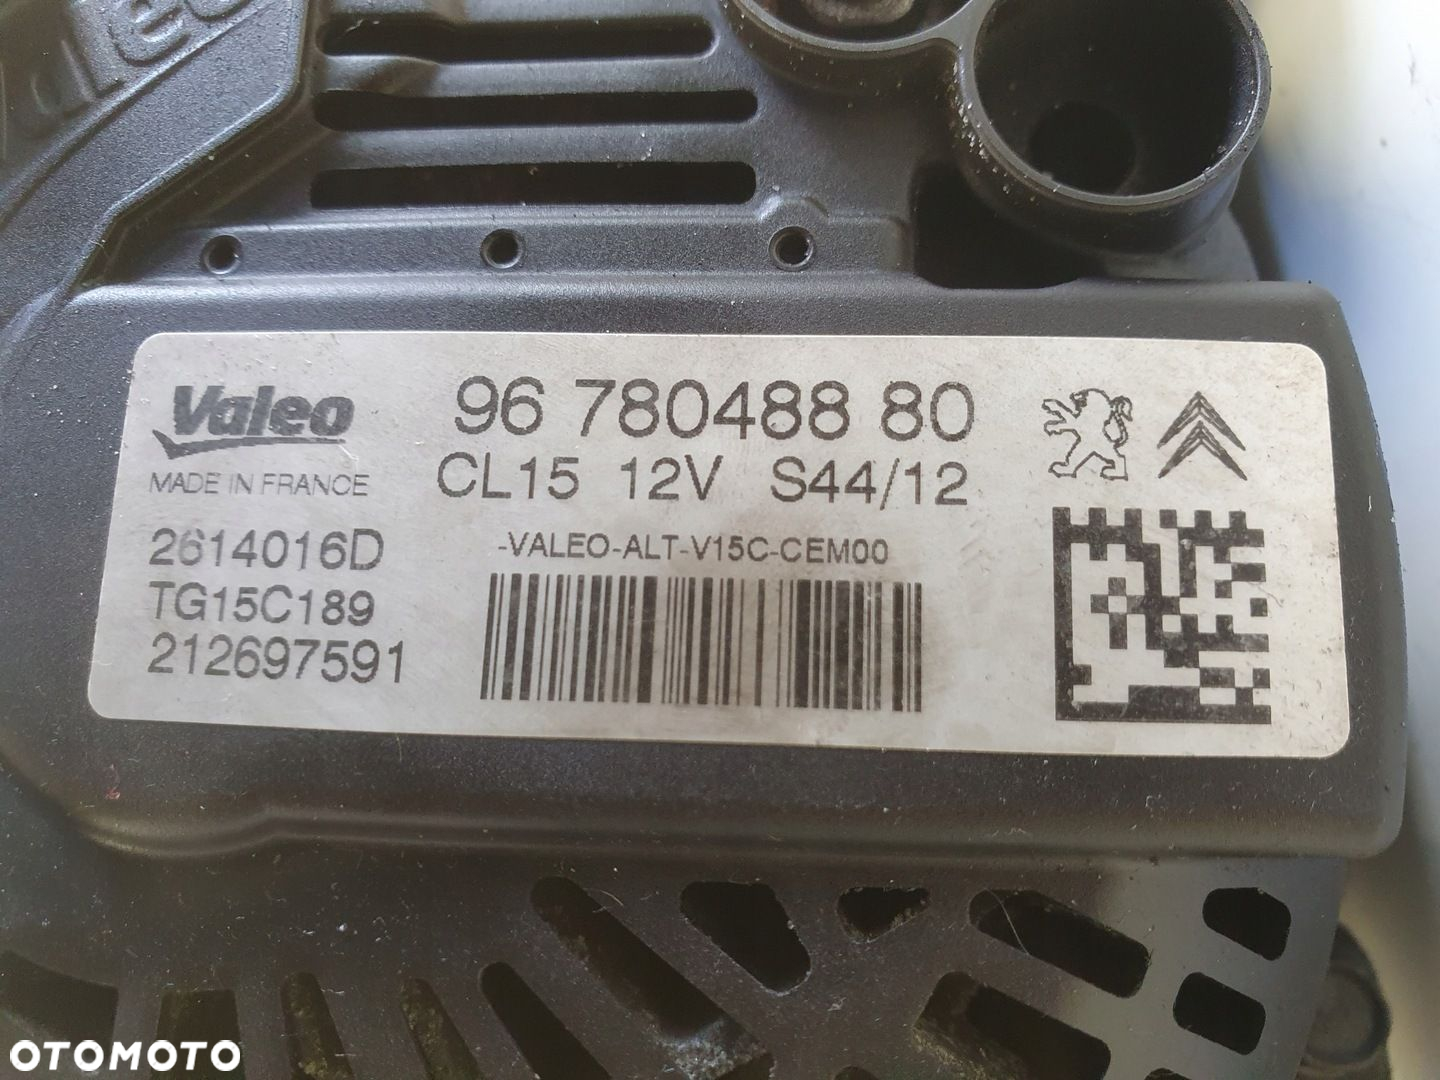 Valeo
Valeo
96 780488 80
MADE IN FRANCE
CL15 12V S44/12
2614016D
-VALEO-ALT-V15C-CEM00
TG15C189
212697591
OTOMOTO